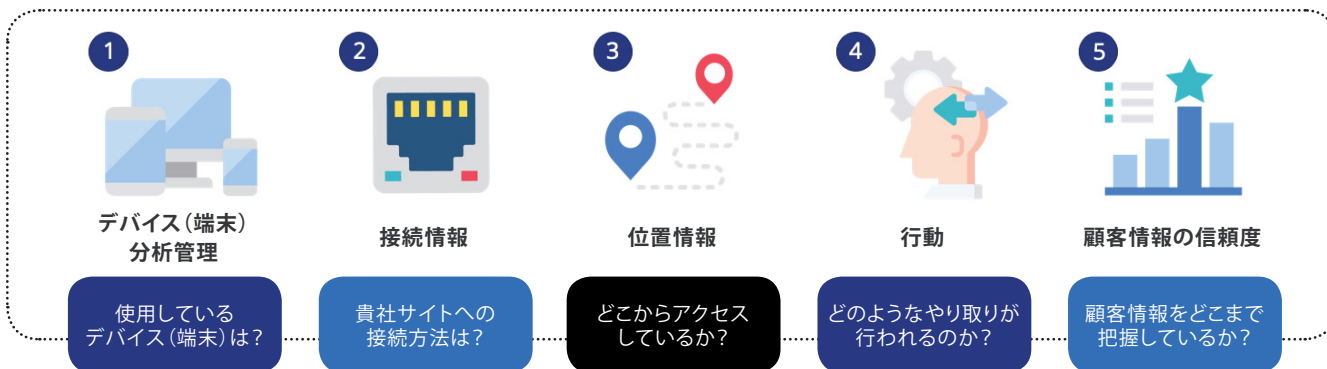 1
デバイス（端末）
分析管理
使用している
デバイス（端末）は？
2
接続情報
貴社サイトへの
接続方法は？
3
位置情報
どこからアクセス
しているか？
4
行動
どのようなやり取りが
行われるのか？
5
顧客情報の信頼度
顧客情報をどこまで
把握しているか？